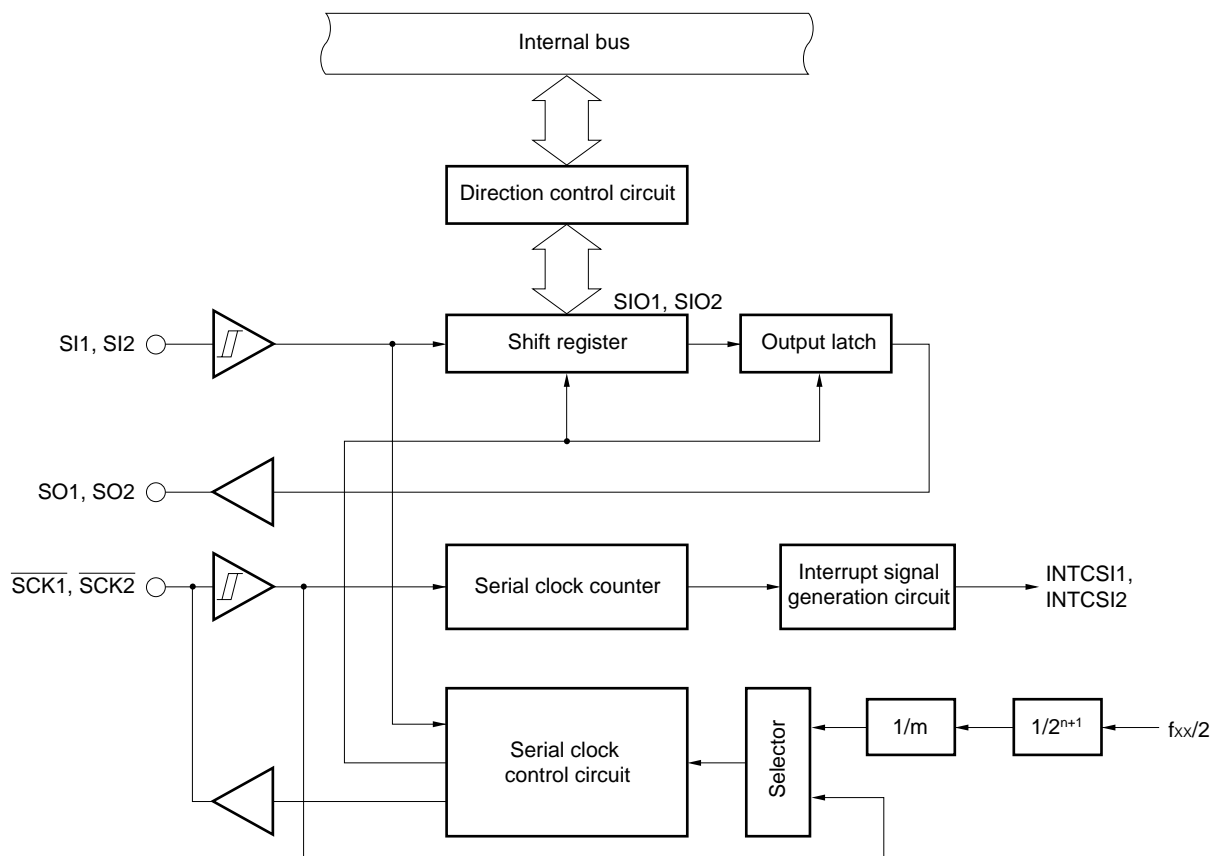 Internal bus
Direction control circuit
SIO1, SIO2
SI1, SI2
Shift register
Output latch
SO1, SO2
SCK1, SCK2
Serial clock counter
Interrupt signal
generation circuit
INTCSI1,
INTCSI2
Serial clock
control circuit
Selector
1/m
1/2ⁿ⁺¹
fxx/2